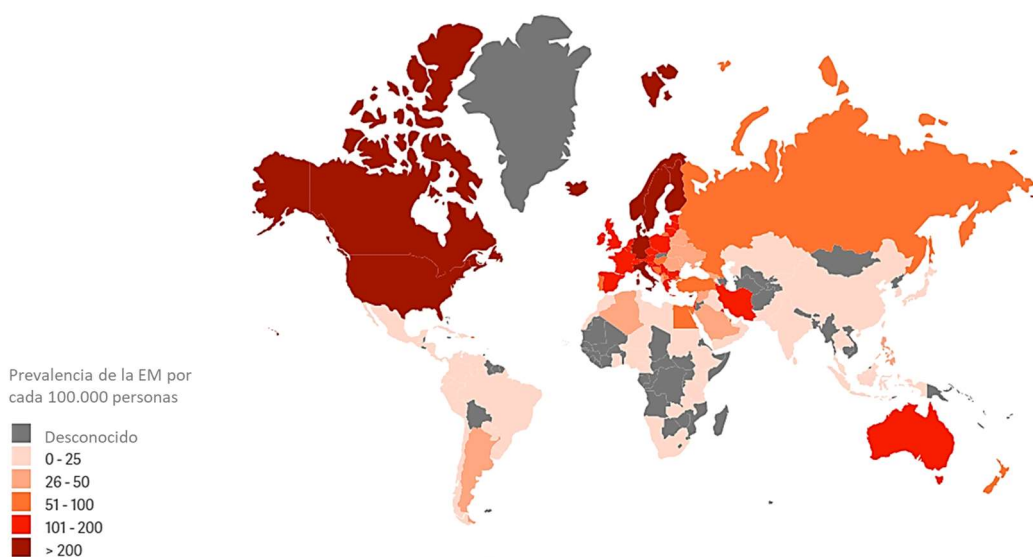 Prevalencia de la EM por
cada 100.000 personas
Desconocido
0 - 25
26 - 50
51 - 100
101 - 200
> 200